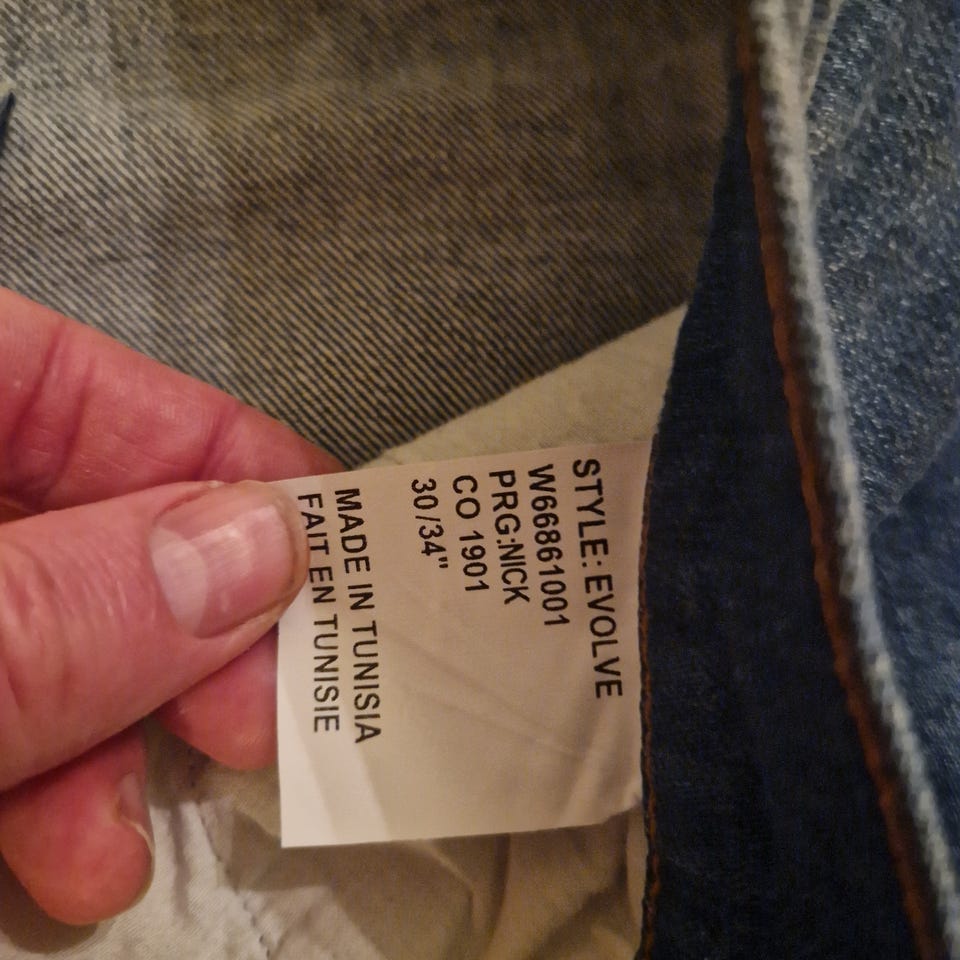 STYLE: EVOLVE
W66861001
PRG:NICK
CO 1901
30/34"
MADE IN TUNISIA
FAIT EN TUNISIE